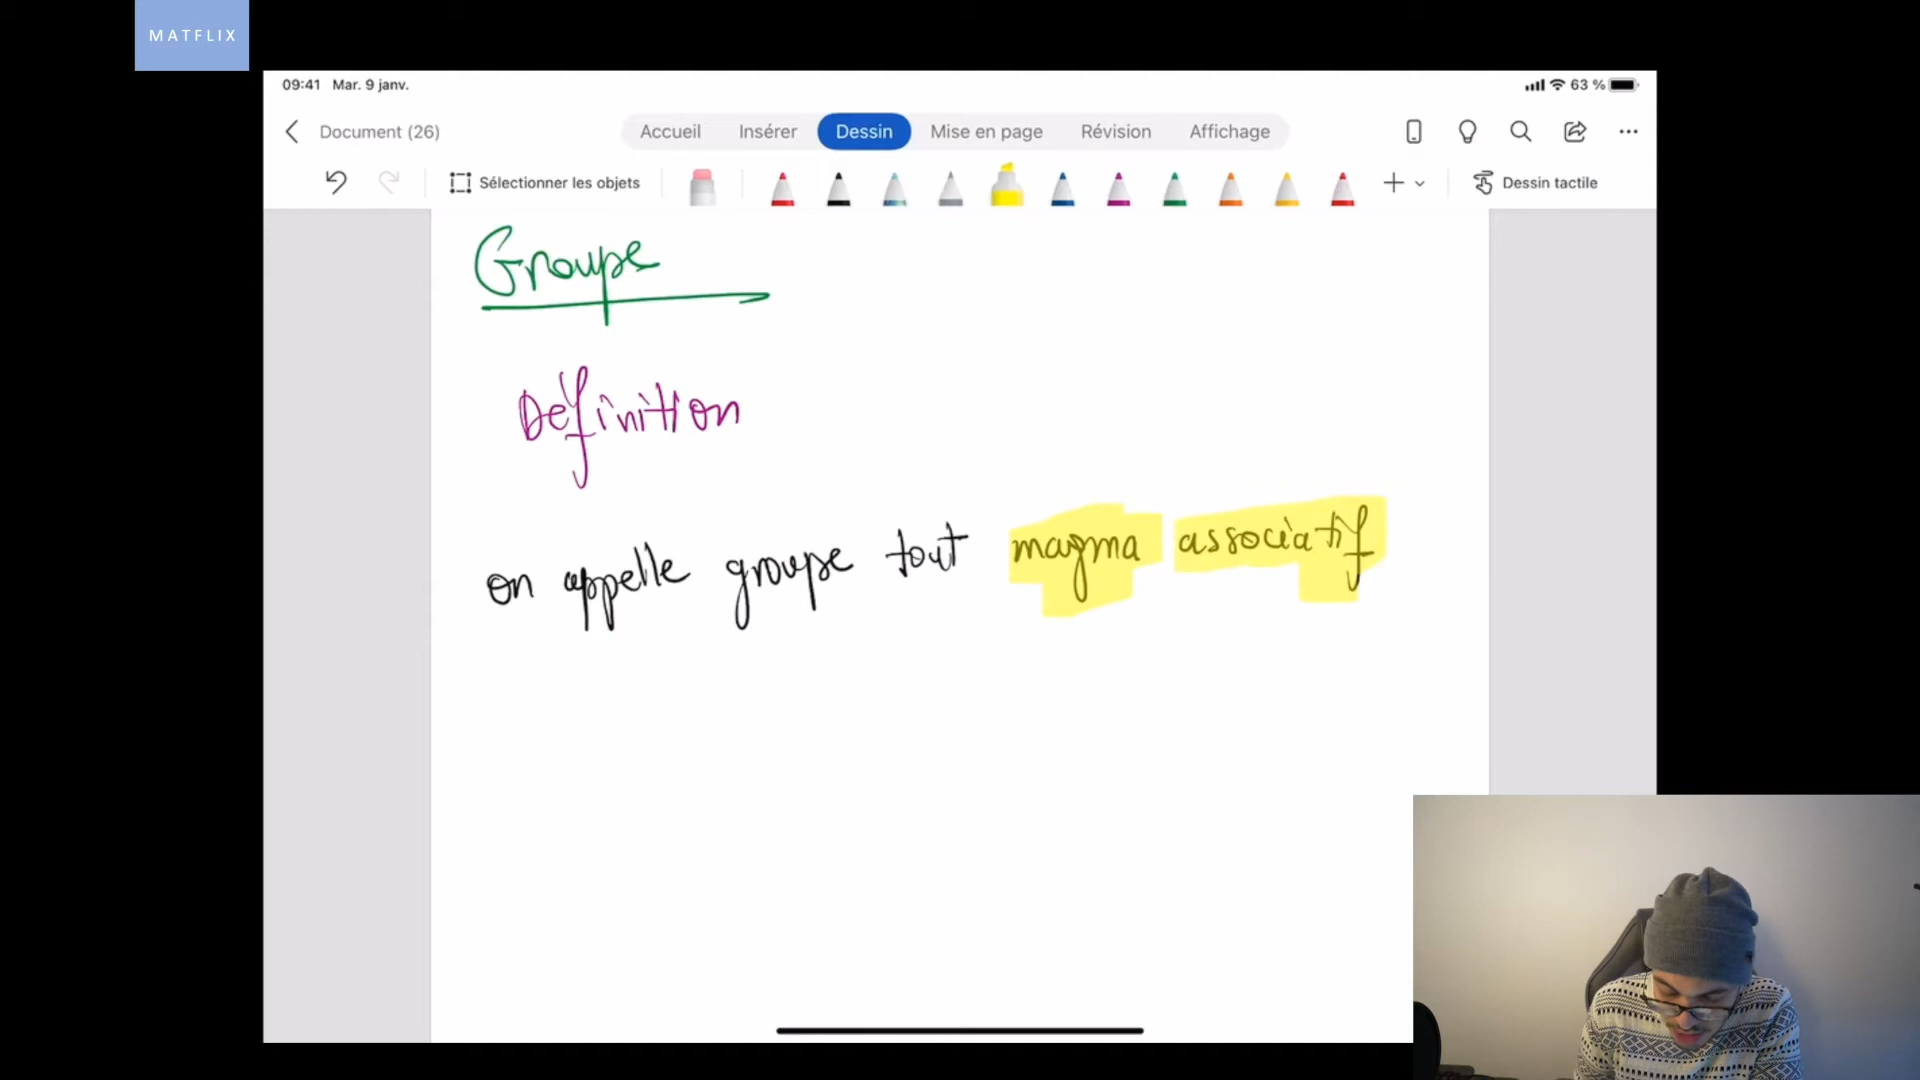 MATFLIX
09:41 Mar. 9 janv.
63 %
Document (26)
Accueil Insérer Dessin Mise en page Révision Affichage
Sélectionner les objets
Dessin tactile
Groupe
Définition
on appelle groupe tout magma associatif